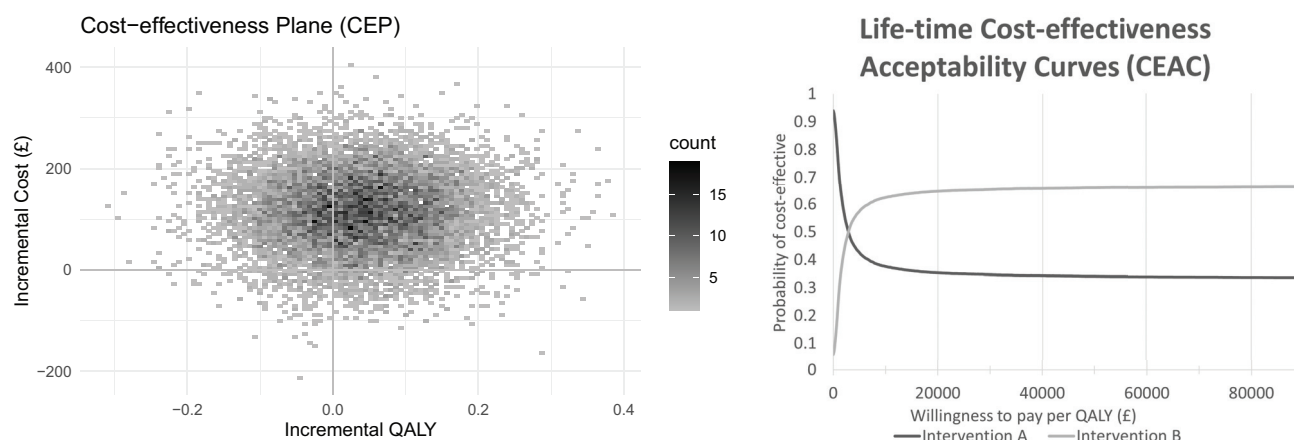 Cost−effectiveness Plane (CEP)
400
200
0
−200
Incremental Cost (£)
−0.2
0.0
0.2
0.4
Incremental QALY
count
15
10
5
Life-time Cost-effectiveness
Acceptability Curves (CEAC)
1
0.9
0.8
0.7
0.6
0.5
0.4
0.3
0.2
0.1
0
Probability of cost-effective
0
20000
40000
60000
80000
Willingness to pay per QALY (£)
Intervention A
Intervention B